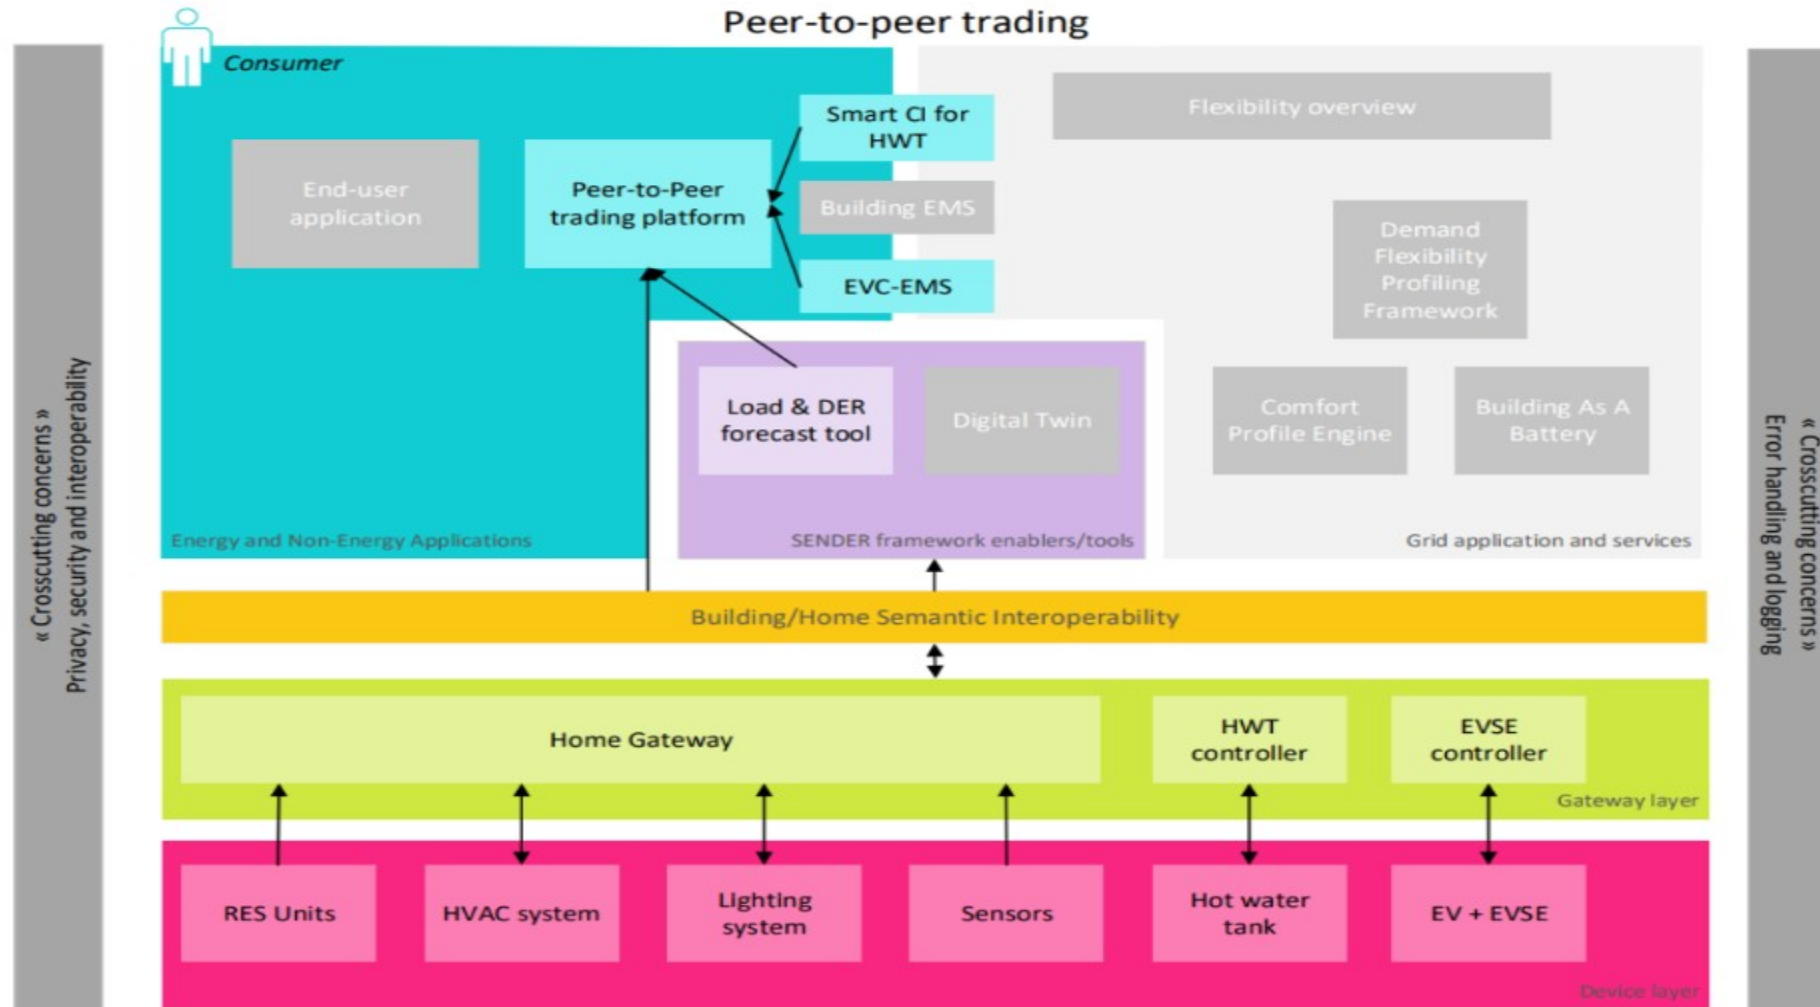 Peer-to-peer trading
« Crosscutting concerns »
Privacy, security and interoperability
Consumer
End-user
application
Peer-to-Peer
trading platform
Smart CI for
HWT
Building EMS
EVC-EMS
Energy and Non-Energy Applications
Load & DER
forecast tool
Digital Twin
SENDER framework enablers/tools
Flexibility overview
Demand
Flexibility
Profiling
Framework
Comfort
Profile Engine
Building As A
Battery
Grid application and services
« Crosscutting concerns »
Error handling and logging
Building/Home Semantic Interoperability
Home Gateway
HWT
controller
EVSE
controller
Gateway layer
RES Units
HVAC system
Lighting
system
Sensors
Hot water
tank
EV + EVSE
Device layer